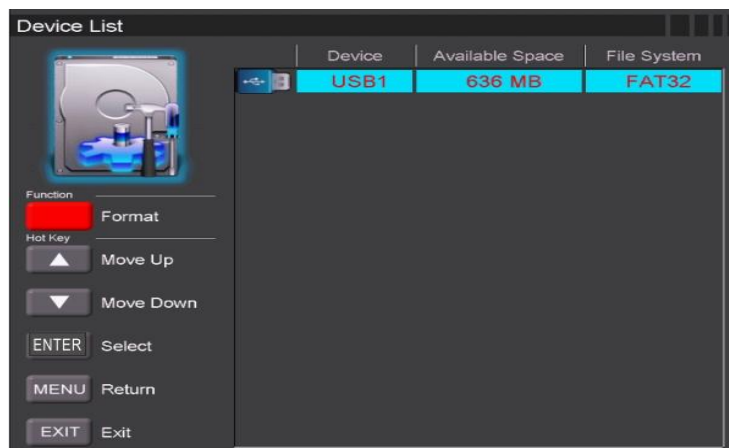 Device List
Device Available Space File System
USB1 636 MB FAT32
Function
Format
Hot Key
Move Up
Move Down
ENTER Select
MENU Return
EXIT Exit